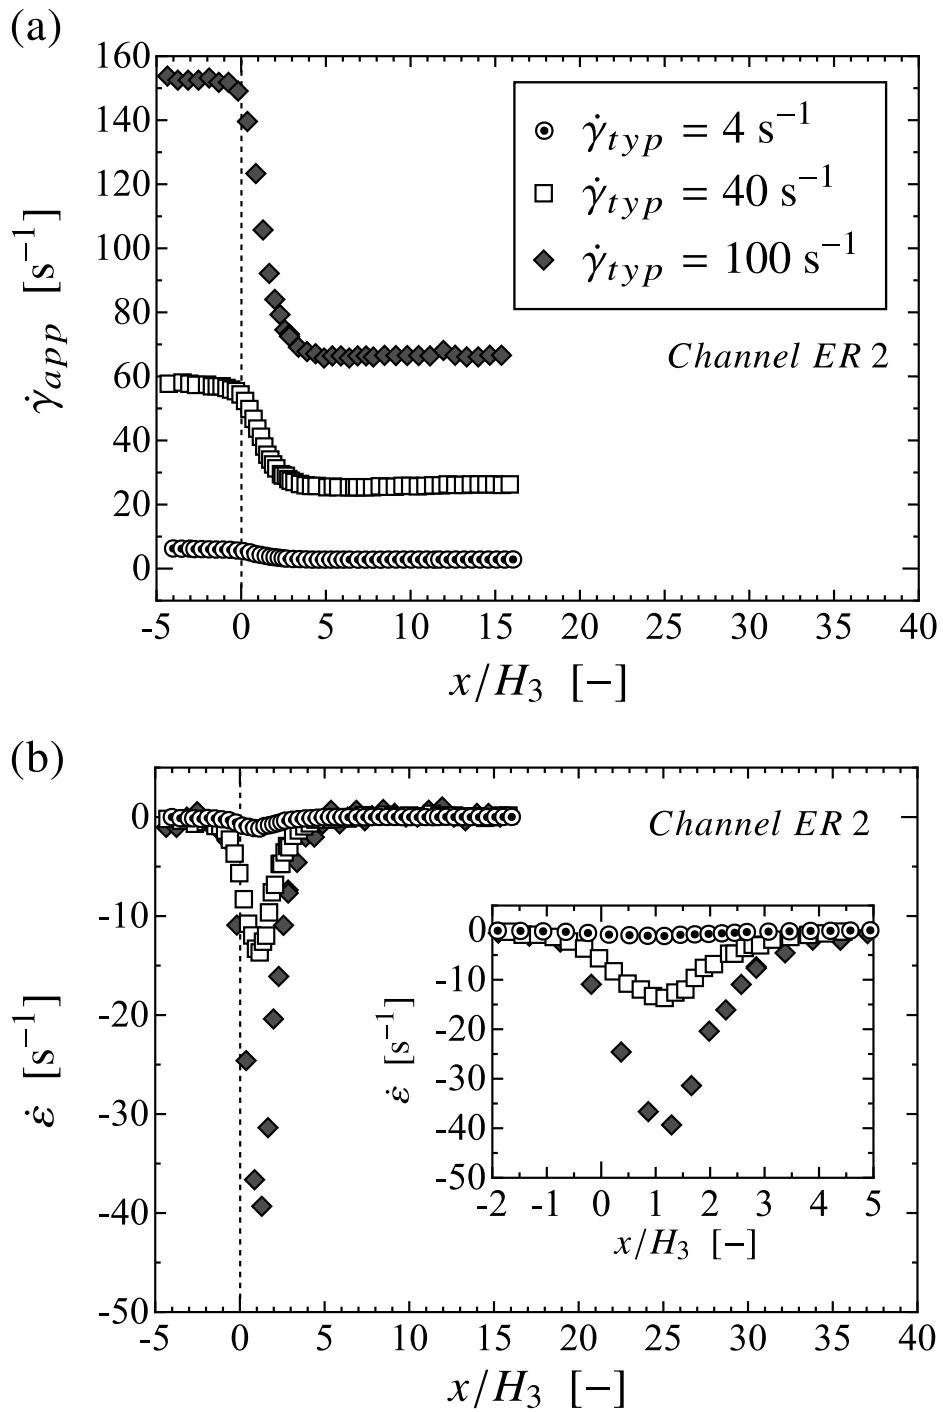 (a)
160
140
120
100
80
60
40
20
0
γ̇app [s−1]
γ̇typ = 4 s−1
γ̇typ = 40 s−1
γ̇typ = 100 s−1
Channel ER 2
-5 0 5 10 15 20 25 30 35 40
x/H3 [−]
(b)
0
-10
-20
-30
-40
-50
ε̇ [s−1]
Channel ER 2
0
-10
-20
-30
-40
-50
ε̇ [s−1]
-2 -1 0 1 2 3 4 5
x/H3 [−]
-5 0 5 10 15 20 25 30 35 40
x/H3 [−]